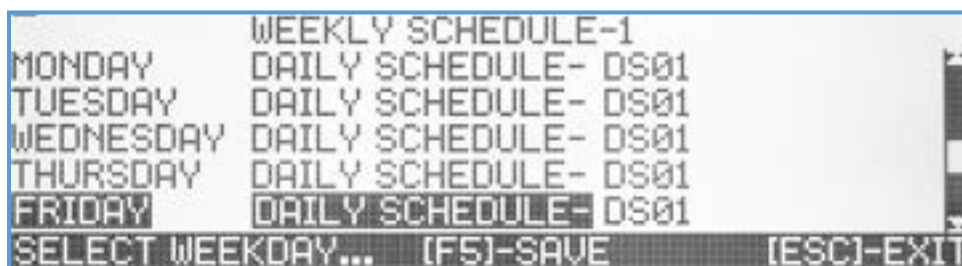 WEEKLY SCHEDULE-1
MONDAY DAILY SCHEDULE- DS01
TUESDAY DAILY SCHEDULE- DS01
WEDNESDAY DAILY SCHEDULE- DS01
THURSDAY DAILY SCHEDULE- DS01
FRIDAY DAILY SCHEDULE- DS01
SELECT WEEKDAY... [F5]-SAVE [ESC]-EXIT